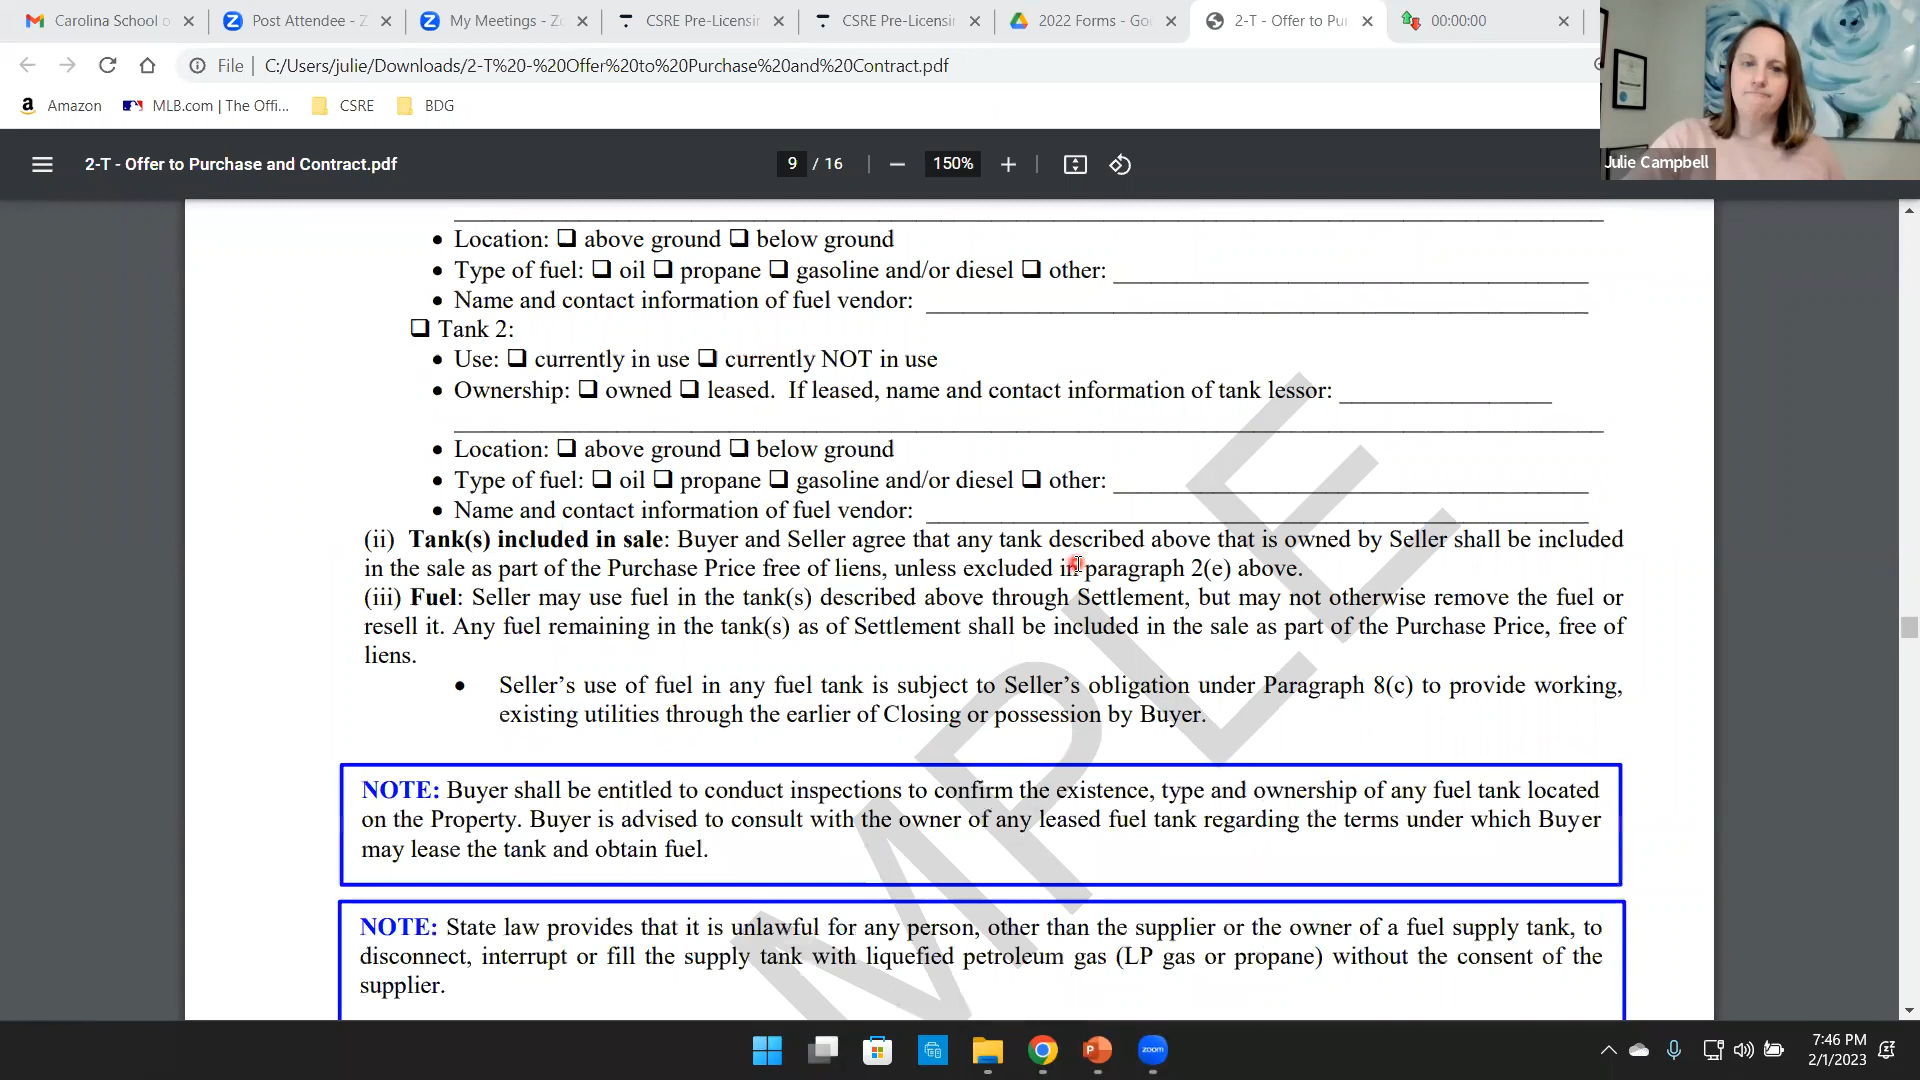 Carolina School o
Post Attendee - Z
My Meetings - Zo
CSRE Pre-Licensin
CSRE Pre-Licensin
2022 Forms - Goo
2-T - Offer to Pur
00:00:00
File
C:/Users/julie/Downloads/2-T%20-%20Offer%20to%20Purchase%20and%20Contract.pdf
Amazon
MLB.com | The Offi...
CSRE
BDG
2-T - Offer to Purchase and Contract.pdf
9 / 16
150%
Julie Campbell
• Location: ❑ above ground ❑ below ground
• Type of fuel: ❑ oil ❑ propane ❑ gasoline and/or diesel ❑ other:
• Name and contact information of fuel vendor:
❑ Tank 2:
• Use: ❑ currently in use ❑ currently NOT in use
• Ownership: ❑ owned ❑ leased. If leased, name and contact information of tank lessor:
• Location: ❑ above ground ❑ below ground
• Type of fuel: ❑ oil ❑ propane ❑ gasoline and/or diesel ❑ other:
• Name and contact information of fuel vendor:
(ii) Tank(s) included in sale: Buyer and Seller agree that any tank described above that is owned by Seller shall be included
in the sale as part of the Purchase Price free of liens, unless excluded in paragraph 2(e) above.
(iii) Fuel: Seller may use fuel in the tank(s) described above through Settlement, but may not otherwise remove the fuel or
resell it. Any fuel remaining in the tank(s) as of Settlement shall be included in the sale as part of the Purchase Price, free of
liens.
• Seller's use of fuel in any fuel tank is subject to Seller's obligation under Paragraph 8(c) to provide working,
existing utilities through the earlier of Closing or possession by Buyer.
NOTE: Buyer shall be entitled to conduct inspections to confirm the existence, type and ownership of any fuel tank located
on the Property. Buyer is advised to consult with the owner of any leased fuel tank regarding the terms under which Buyer
may lease the tank and obtain fuel.
NOTE: State law provides that it is unlawful for any person, other than the supplier or the owner of a fuel supply tank, to
disconnect, interrupt or fill the supply tank with liquefied petroleum gas (LP gas or propane) without the consent of the
supplier.
MPLE
zoom
7:46 PM
2/1/2023